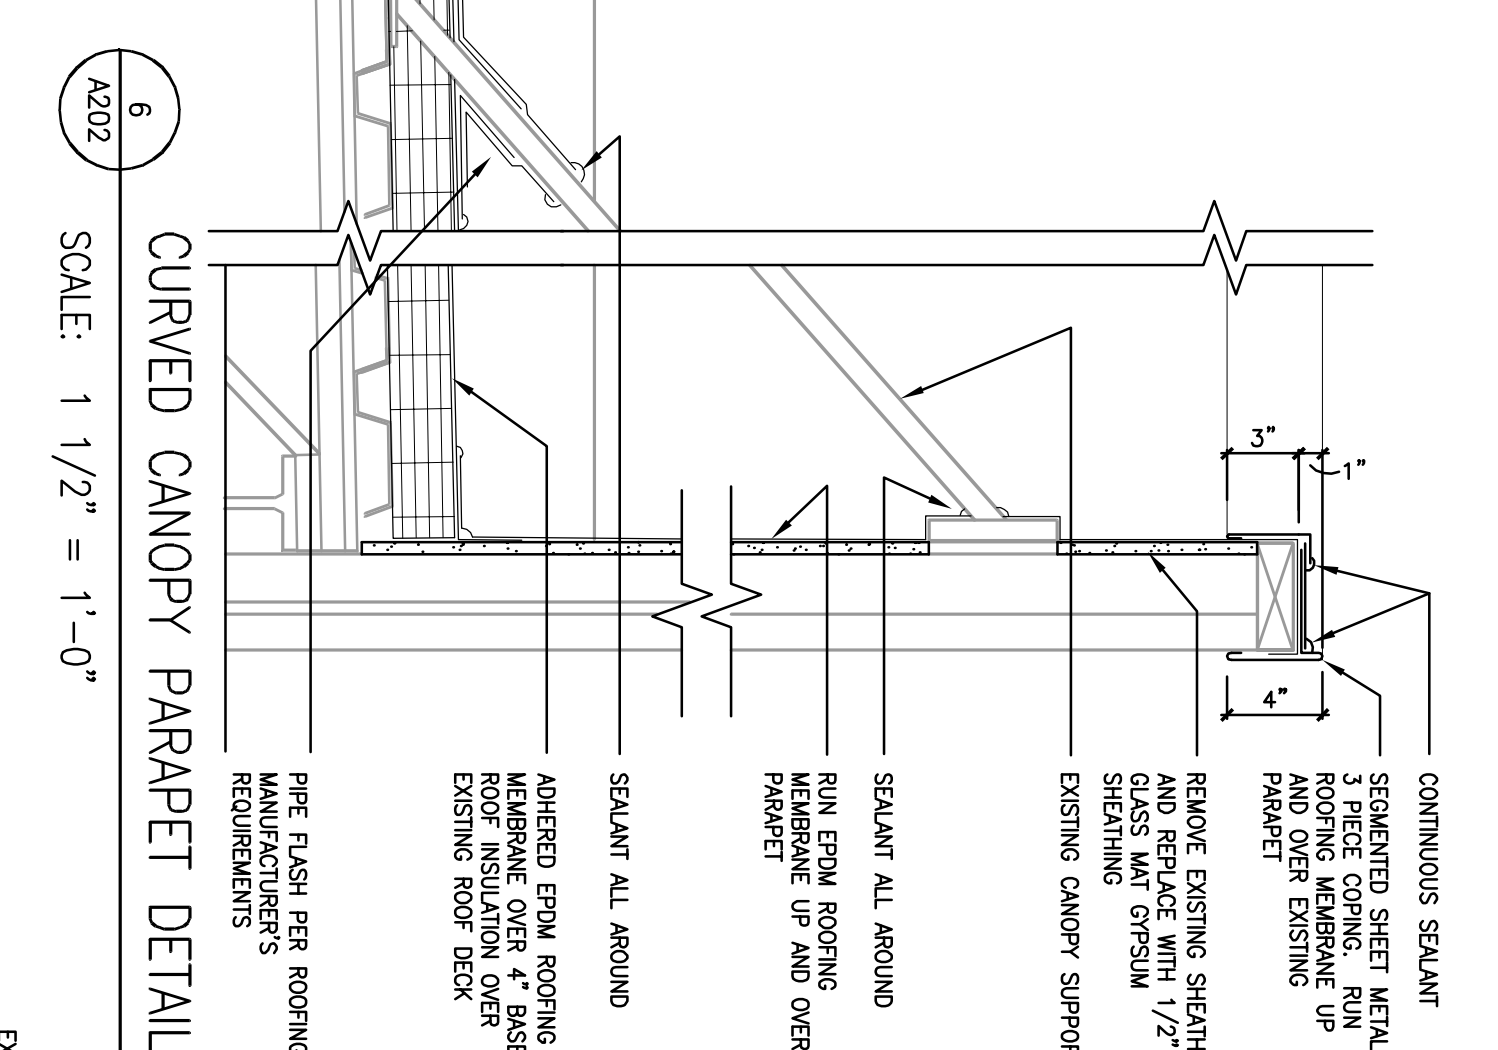 CONTINUOUS SEALANT
SEGMENTED SHEET METAL
3 PIECE COPING. RUN
ROOFING MEMBRANE UP
AND OVER EXISTING
PARAPET
REMOVE EXISTING SHEATH
AND REPLACE WITH 1/2"
GLASS MAT GYPSUM
SHEATHING
EXISTING CANOPY SUPPOR
SEALANT ALL AROUND
RUN EPDM ROOFING
MEMBRANE UP AND OVER
PARAPET
SEALANT ALL AROUND
ADHERED EPDM ROOFING
MEMBRANE OVER 4" BASE
ROOF INSULATION OVER
EXISTING ROOF DECK
PIPE FLASH PER ROOFING
MANUFACTURER'S
REQUIREMENTS
3"
1"
4"
6
A202
CURVED CANOPY PARAPET DETAIL
SCALE: 1 1/2" = 1'-0"
EX